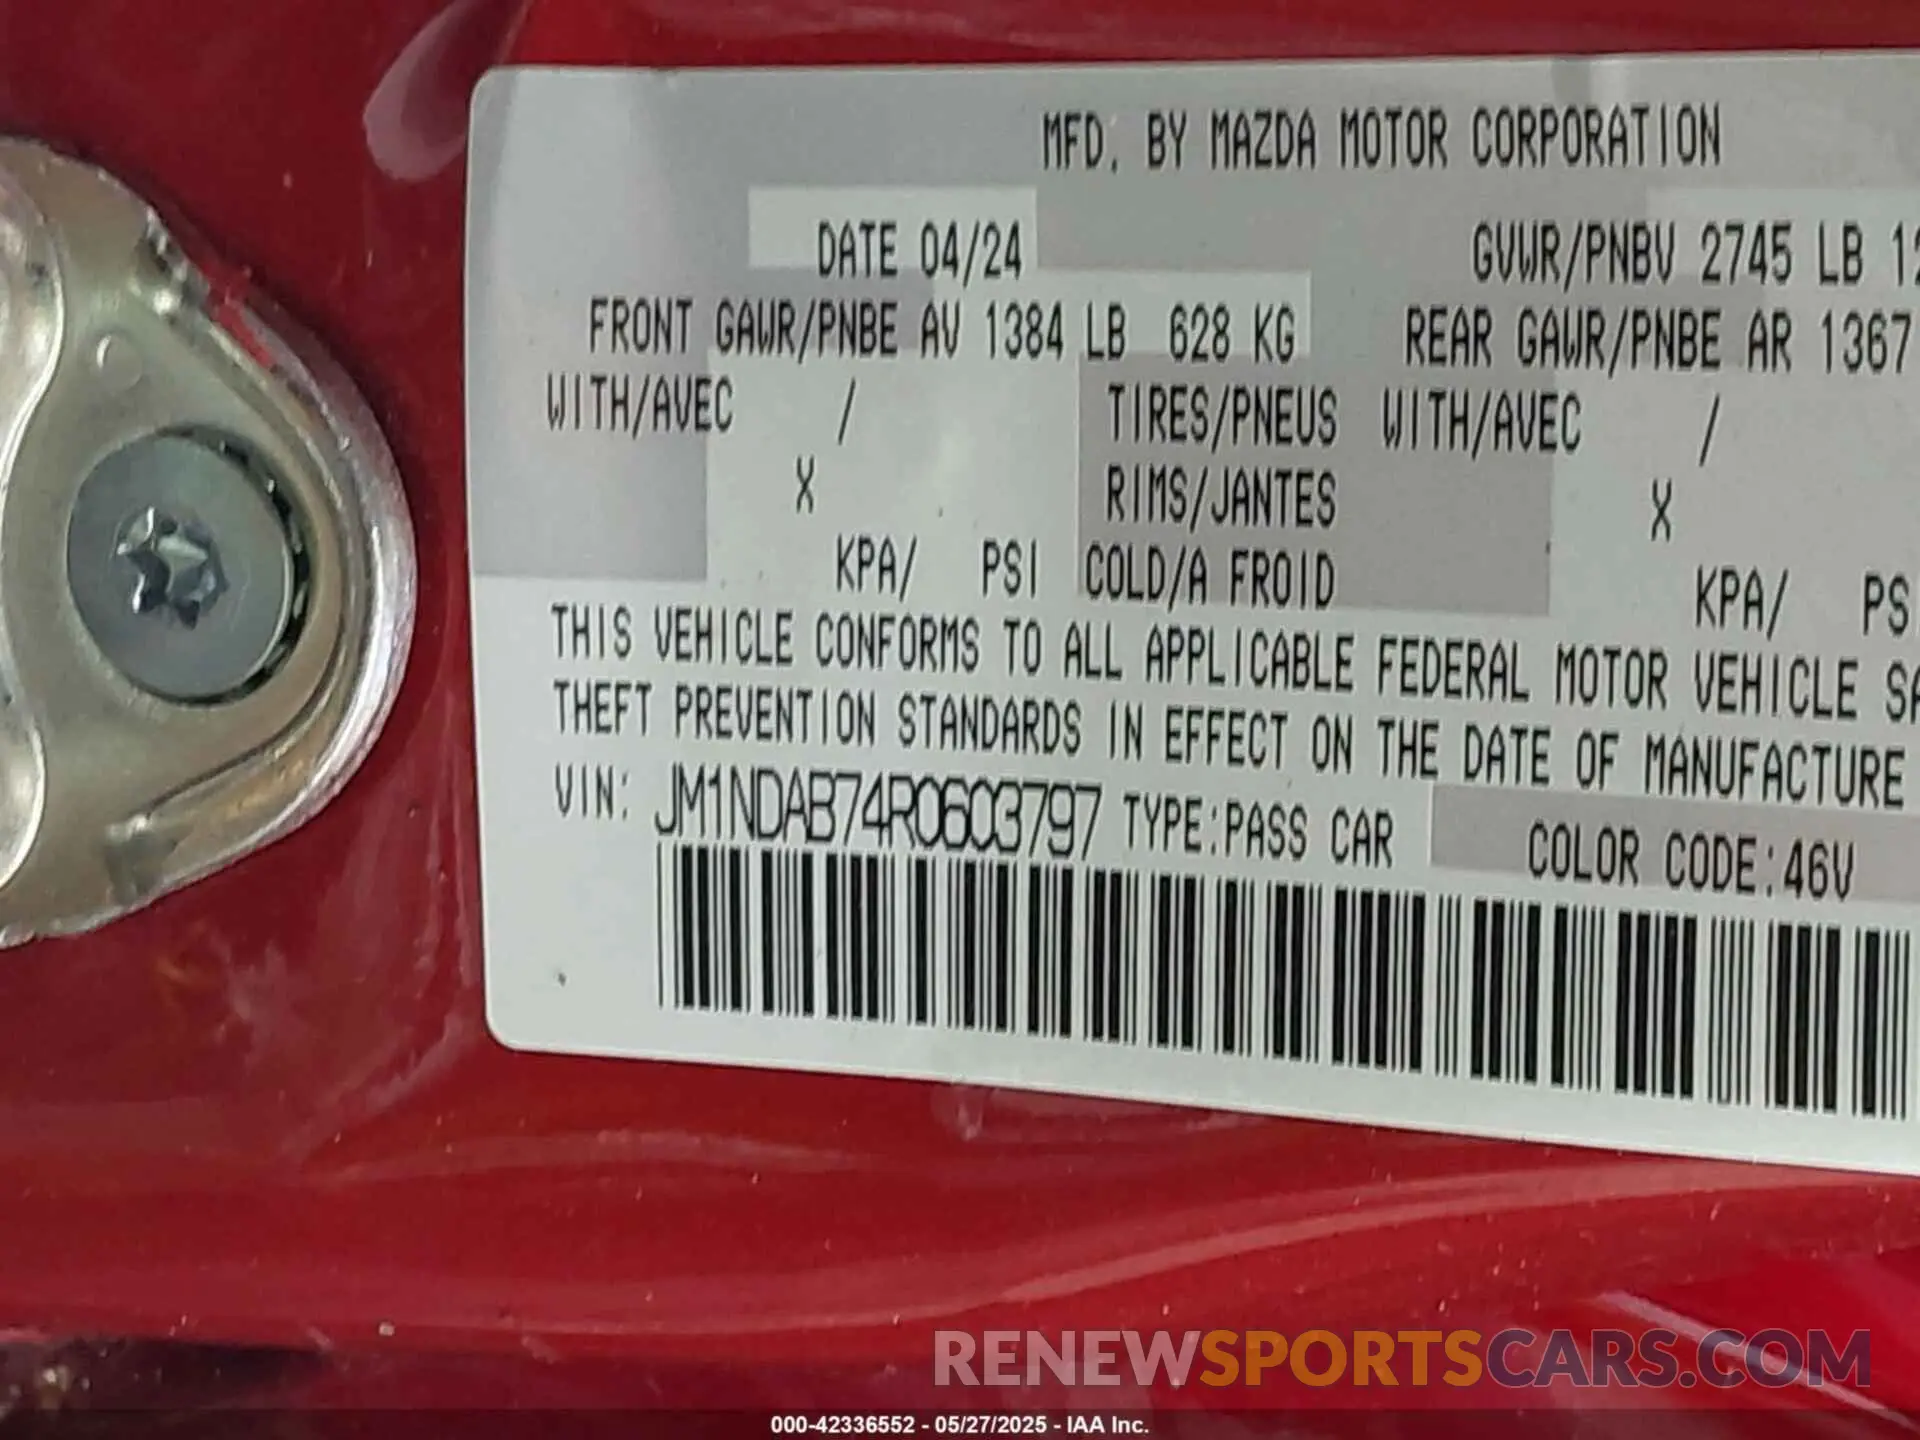 MFD. BY MAZDA MOTOR CORPORATION
DATE 04/24 GVWR/PNBV 2745 LB 12
FRONT GAWR/PNBE AV 1384 LB 628 KG REAR GAWR/PNBE AR 1367
WITH/AVEC / TIRES/PNEUS WITH/AVEC /
X RIMS/JANTES X
KPA/ PSI COLD/A FROID KPA/ PS
THIS VEHICLE CONFORMS TO ALL APPLICABLE FEDERAL MOTOR VEHICLE SA
THEFT PREVENTION STANDARDS IN EFFECT ON THE DATE OF MANUFACTURE
VIN: JM1NDAB74R0603797 TYPE:PASS CAR COLOR CODE:46V
RENEWSPORTSCARS.COM
000-42336552 - 05/27/2025 - IAA Inc.